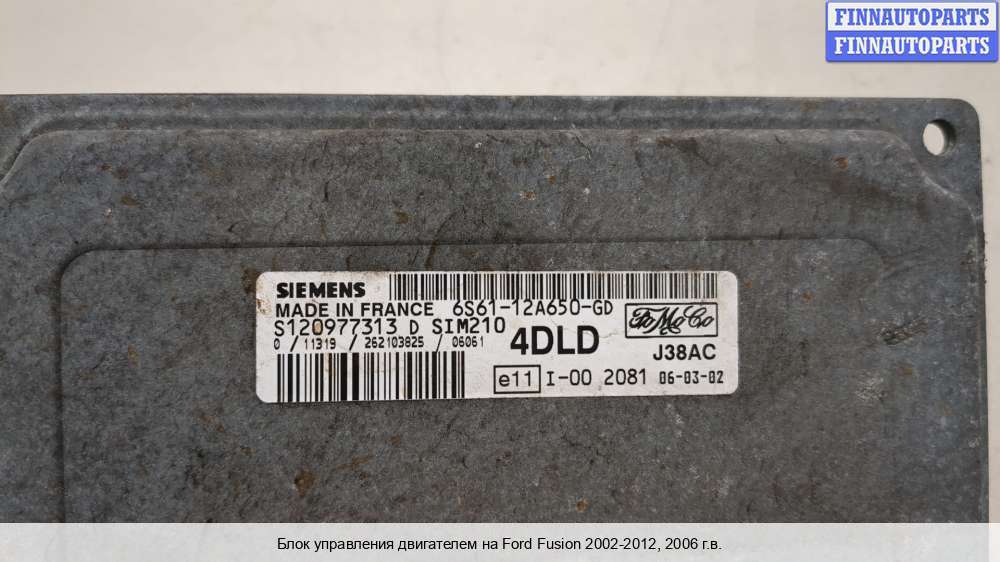 FINNAUTOPARTS
FINNAUTOPARTS
SIEMENS
MADE IN FRANCE 6S61-12A650-GD
S120977313 D SIM210
0 / 11319 / 262103825 / 06061
4DLD
FoMoCo
J38AC
e11 I-00 2081 06-03-02
Блок управления двигателем на Ford Fusion 2002-2012, 2006 г.в.